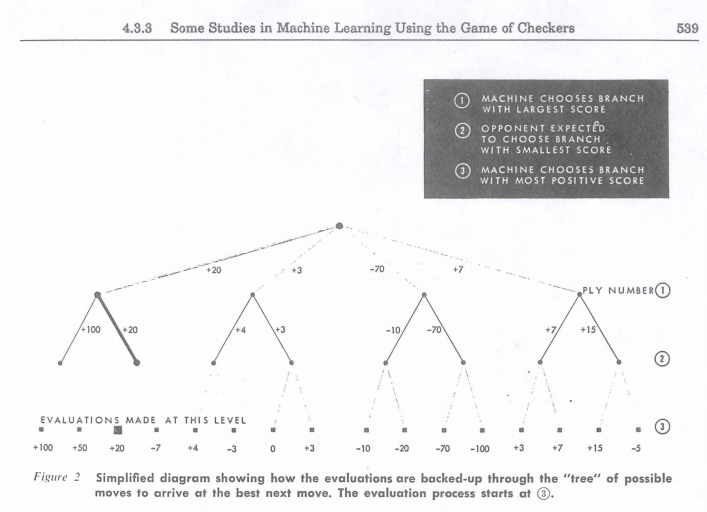 4.3.3 Some Studies in Machine Learning Using the Game of Checkers 539
① MACHINE CHOOSES BRANCH
WITH LARGEST SCORE
② OPPONENT EXPECTED
TO CHOOSE BRANCH
WITH SMALLEST SCORE
③ MACHINE CHOOSES BRANCH
WITH MOST POSITIVE SCORE
+20 +3 -70 +7
PLY NUMBER ①
+100 +20 +4 +3 -10 -70 +7 +15
②
EVALUATIONS MADE AT THIS LEVEL
③
+100 +50 +20 -7 +4 -3 0 +3 -10 -20 -70 -100 +3 +7 +15 -5
Figure 2 Simplified diagram showing how the evaluations are backed-up through the "tree" of possible
moves to arrive at the best next move. The evaluation process starts at ③.